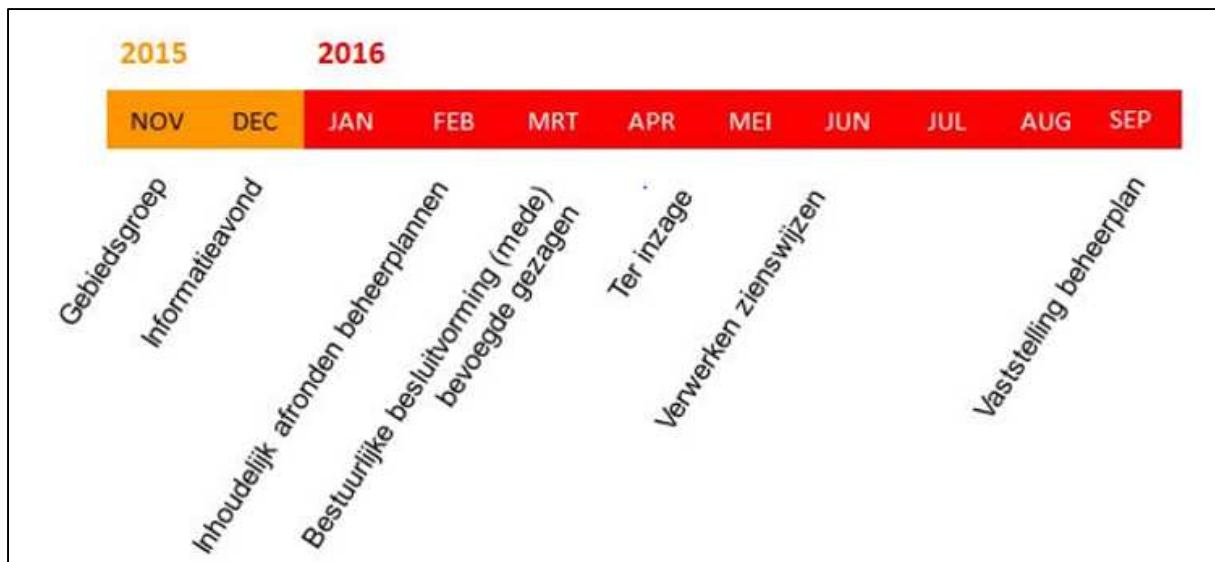 2015 2016
NOV DEC JAN FEB MRT APR MEI JUN JUL AUG SEP
Gebiedsgroep
Informatieavond
Inhoudelijk afronden beheerplannen
Bestuurlijke besluitvorming (mede)
bevoegde gezagen
Ter inzage
Verwerken zienswijzen
Vaststelling beheerplan